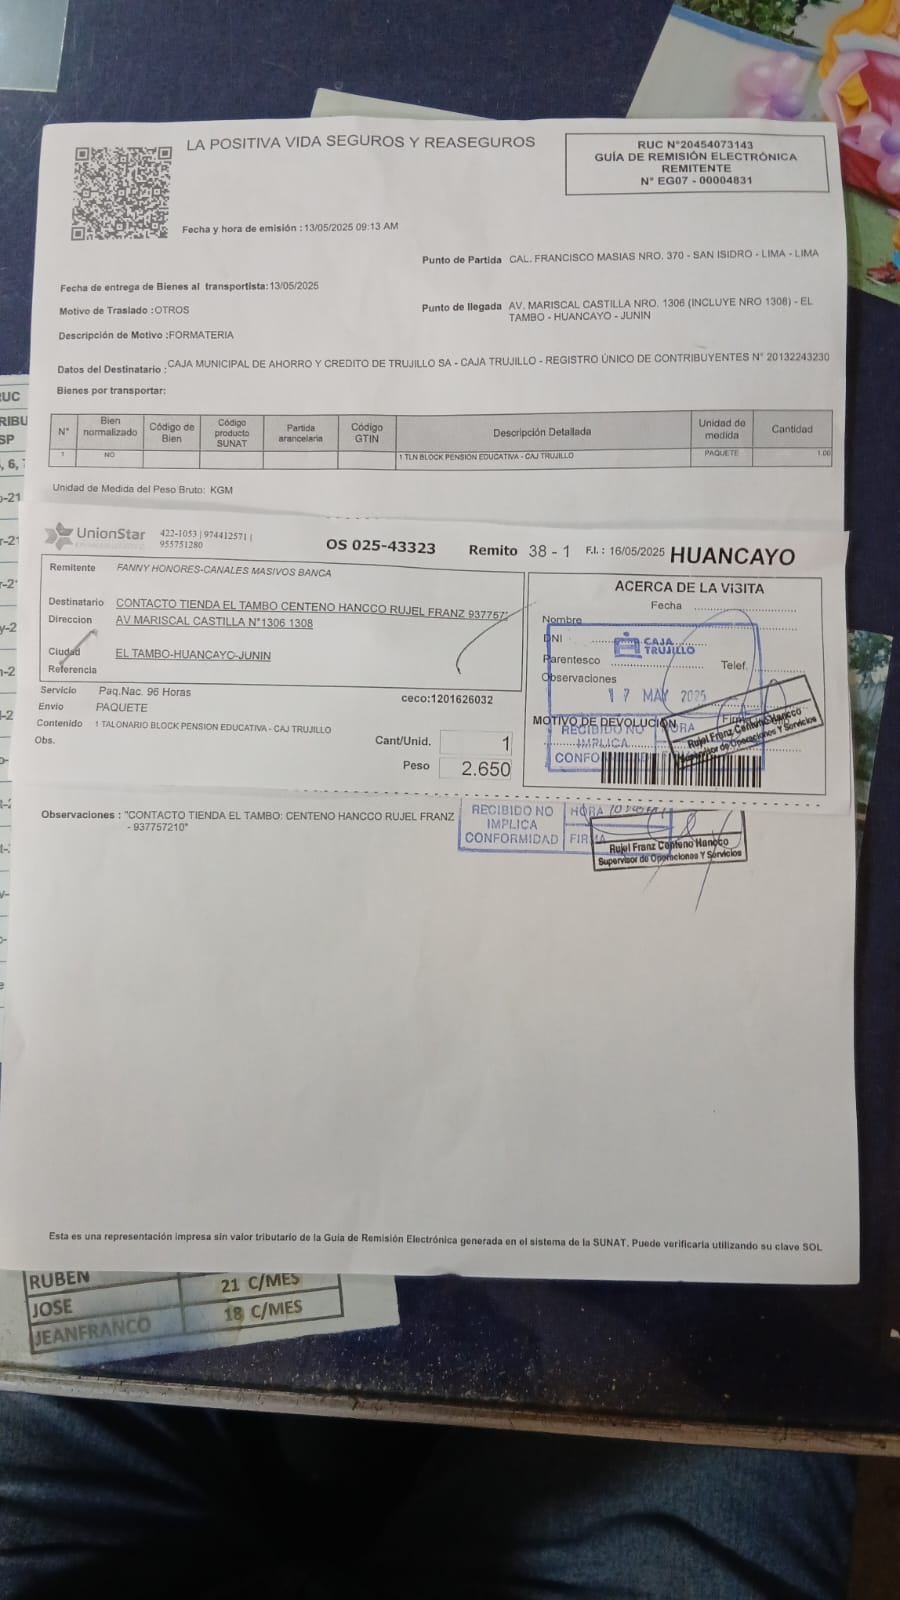 LA POSITIVA VIDA SEGUROS Y REASEGUROS
RUC N°20454073143
GUÍA DE REMISIÓN ELECTRÓNICA
REMITENTE
N° EG07 - 00004831
Fecha y hora de emisión : 13/05/2025 09:13 AM
Punto de Partida CAL. FRANCISCO MASIAS NRO. 370 - SAN ISIDRO - LIMA - LIMA
Fecha de entrega de Bienes al transportista:13/05/2025
Motivo de Traslado :OTROS
Punto de llegada AV. MARISCAL CASTILLA NRO. 1306 (INCLUYE NRO 1308) - EL
TAMBO - HUANCAYO - JUNIN
Descripción de Motivo :FORMATERIA
Datos del Destinatario : CAJA MUNICIPAL DE AHORRO Y CREDITO DE TRUJILLO SA - CAJA TRUJILLO - REGISTRO ÚNICO DE CONTRIBUYENTES N° 20132243230
Bienes por transportar:
N° Bien normalizado Código de Bien Código producto SUNAT Partida arancelaria Código GTIN Descripción Detallada Unidad de medida Cantidad
1 NO 1 TLN BLOCK PENSION EDUCATIVA - CAJ TRUJILLO PAQUETE 1.00
Unidad de Medida del Peso Bruto: KGM
UnionStar 422-1053 | 974412571 |
955751280
OS 025-43323 Remito 38 - 1 F.I.: 16/05/2025 HUANCAYO
Remitente FANNY HONORES-CANALES MASIVOS BANCA
Destinatario CONTACTO TIENDA EL TAMBO CENTENO HANCCO RUJEL FRANZ
Direccion AV MARISCAL CASTILLA N°1306 1308
Ciudad EL TAMBO-HUANCAYO-JUNIN
Referencia
Servicio Paq.Nac. 96 Horas
ceco:1201626032
Envio PAQUETE
Contenido 1 TALONARIO BLOCK PENSION EDUCATIVA - CAJ TRUJILLO
Obs.
Cant/Unid. 1
Peso 2.650
ACERCA DE LA VISITA
Fecha
Nombre
DNI
CAJA
TRUJILLO
Parentesco Telef.
Observaciones
17 MAY 2025
MOTIVO DE DEVOLUCIÓN
RECIBIDO NO
IMPLICA
Rujel Franz Centeno Hancco
Supervisor de Operaciones Y Servicios
Observaciones : "CONTACTO TIENDA EL TAMBO: CENTENO HANCCO RUJEL FRANZ
- 937757210"
RECIBIDO NO
IMPLICA
CONFORMIDAD
HORA
Rujel Franz Centeno Hancco
Supervisor de Operaciones Y Servicios
Esta es una representación impresa sin valor tributario de la Guía de Remisión Electrónica generada en el sistema de la SUNAT. Puede verificarla utilizando su clave SOL
RUBEN 21 C/MES
JOSE 18 C/MES
JEANFRANCO